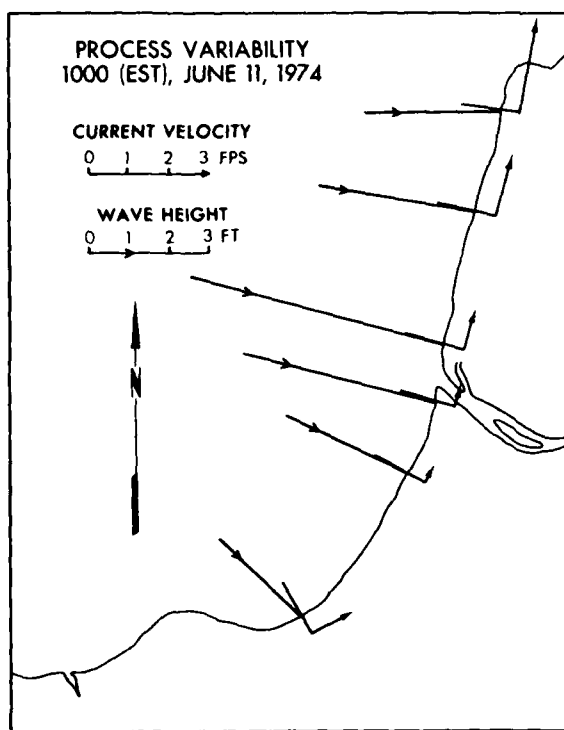 PROCESS VARIABILITY
1000 (EST), JUNE 11, 1974
CURRENT VELOCITY
0 1 2 3 FPS
WAVE HEIGHT
0 1 2 3 FT
N